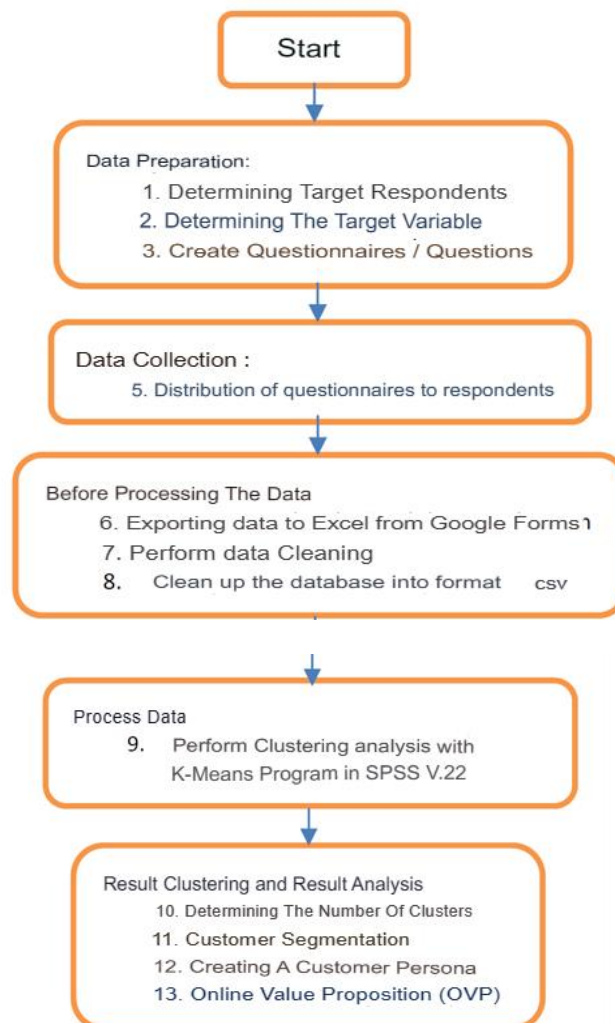 Start
Data Preparation:
1. Determining Target Respondents
2. Determining The Target Variable
3. Create Questionnaires / Questions
Data Collection :
5. Distribution of questionnaires to respondents
Before Processing The Data
6. Exporting data to Excel from Google Forms
7. Perform data Cleaning
8. Clean up the database into format csv
Process Data
9. Perform Clustering analysis with
K-Means Program in SPSS V.22
Result Clustering and Result Analysis
10. Determining The Number Of Clusters
11. Customer Segmentation
12. Creating A Customer Persona
13. Online Value Proposition (OVP)